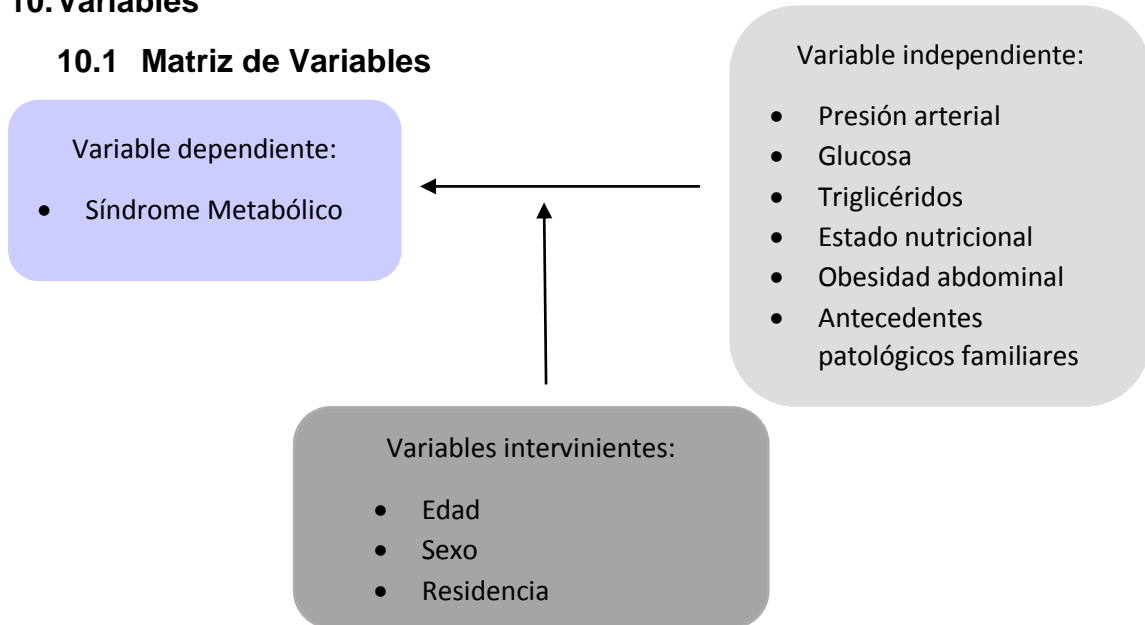 10. Variables
10.1 Matriz de Variables
Variable dependiente:
• Síndrome Metabólico
Variable independiente:
• Presión arterial
• Glucosa
• Triglicéridos
• Estado nutricional
• Obesidad abdominal
• Antecedentes
patológicos familiares
Variables intervinientes:
• Edad
• Sexo
• Residencia